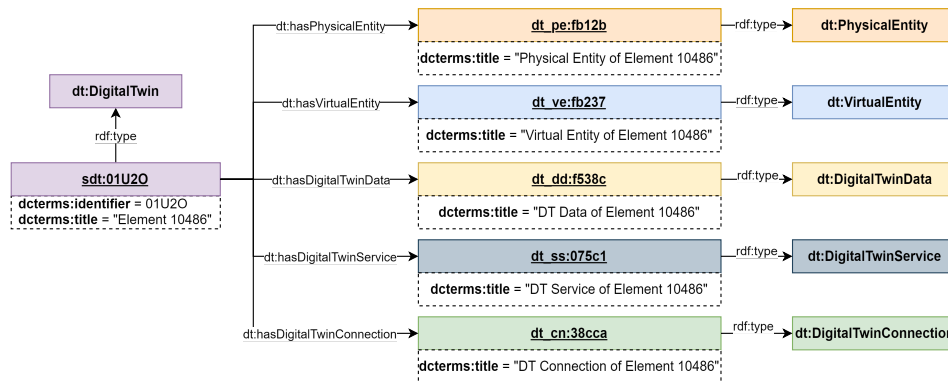 dt:hasPhysicalEntity
dt_pe:fb12b
rdf:type
dt:PhysicalEntity
dcterms:title = "Physical Entity of Element 10486"
dt:DigitalTwin
dt:hasVirtualEntity
dt_ve:fb237
rdf:type
dt:VirtualEntity
rdf:type
dcterms:title = "Virtual Entity of Element 10486"
sdt:01U2O
dt:hasDigitalTwinData
dt_dd:f538c
rdf:type
dt:DigitalTwinData
dcterms:identifier = 01U2O
dcterms:title = "Element 10486"
dcterms:title = "DT Data of Element 10486"
dt:hasDigitalTwinService
dt_ss:075c1
rdf:type
dt:DigitalTwinService
dcterms:title = "DT Service of Element 10486"
dt:hasDigitalTwinConnection
dt_cn:38cca
rdf:type
dt:DigitalTwinConnection
dcterms:title = "DT Connection of Element 10486"